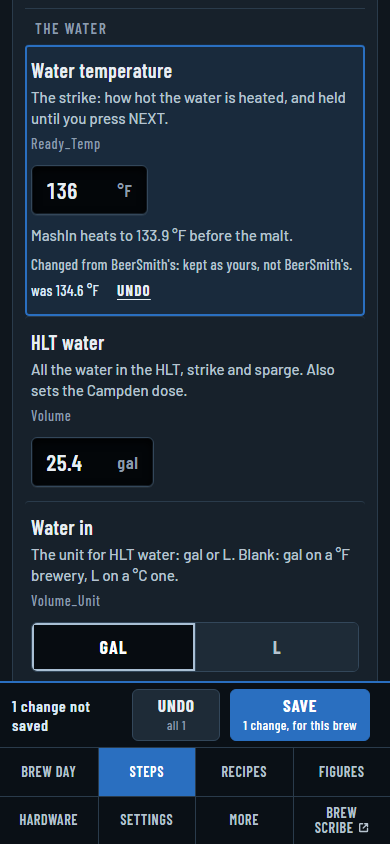 THE WATER
Water temperature
The strike: how hot the water is heated, and held
until you press NEXT.
Ready_Temp
136 °F
MashIn heats to 133.9 °F before the malt.
Changed from BeerSmith's: kept as yours, not BeerSmith's.
was 134.6 °F UNDO
HLT water
All the water in the HLT, strike and sparge. Also
sets the Campden dose.
Volume
25.4 gal
Water in
The unit for HLT water: gal or L. Blank: gal on a °F
brewery, L on a °C one.
Volume_Unit
GAL L
1 change not
saved
UNDO
all 1
SAVE
1 change, for this brew
BREW DAY STEPS RECIPES FIGURES
HARDWARE SETTINGS MORE BREW
SCRIBE